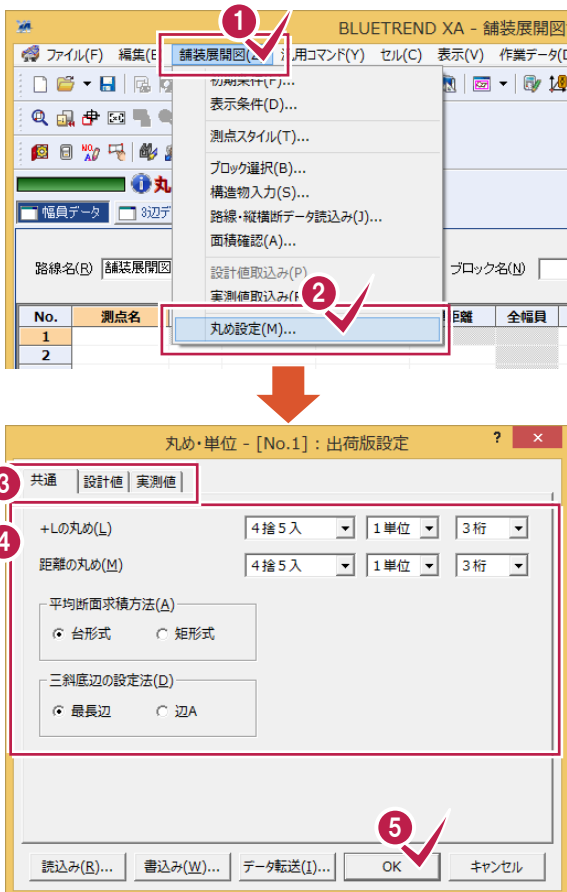 1
BLUETREND XA - 舗装展開図
ファイル(F) 編集(E 舗装展開図(Z) 汎用コマンド(Y) セル(C) 表示(V) 作業データ(D
初期条件(F)...
表示条件(D)...
測点スタイル(T)...
ブロック選択(B)...
構造物入力(S)...
路線・縦横断データ読込み(J)...
面積確認(A)...
設計値取込み(P)
実測値取込み(E)
2
丸め設定(M)...
丸
幅員データ 3辺デ
路線名(R) 舗装展開図 ブロック名(N)
No. 測点名 距離 全幅員
1
2
丸め・単位 - [No.1] : 出荷版設定 ? ×
3 共通 設計値 実測値
4
+Lの丸め(L) 4捨5入 1単位 3桁
距離の丸め(M) 4捨5入 1単位 3桁
平均断面求積方法(A)
台形式 矩形式
三斜底辺の設定法(D)
最長辺 辺A
5
読込み(R)... 書込み(W)... データ転送(I)... OK キャンセル